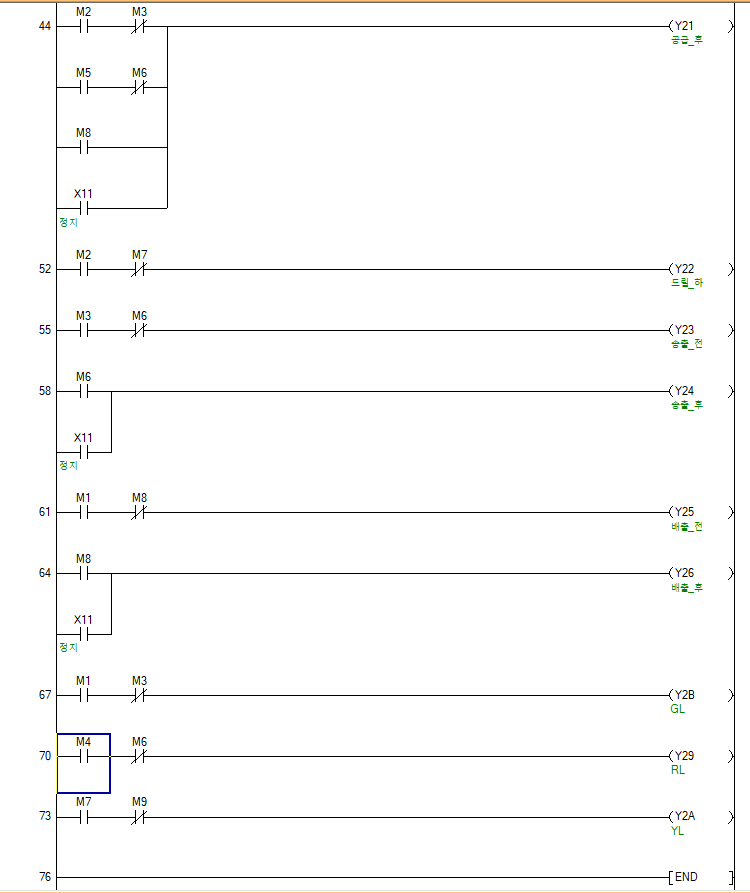 M2 M3
44 Y21
공급_후
M5 M6
M8
X11
정지
M2 M7
52 Y22
드릴_하
M3 M6
55 Y23
송출_전
M6
58 Y24
송출_후
X11
정지
M1 M8
61 Y25
배출_전
M8
64 Y26
배출_후
X11
정지
M1 M3
67 Y2B
GL
M4 M6
70 Y29
RL
M7 M9
73 Y2A
YL
76 END